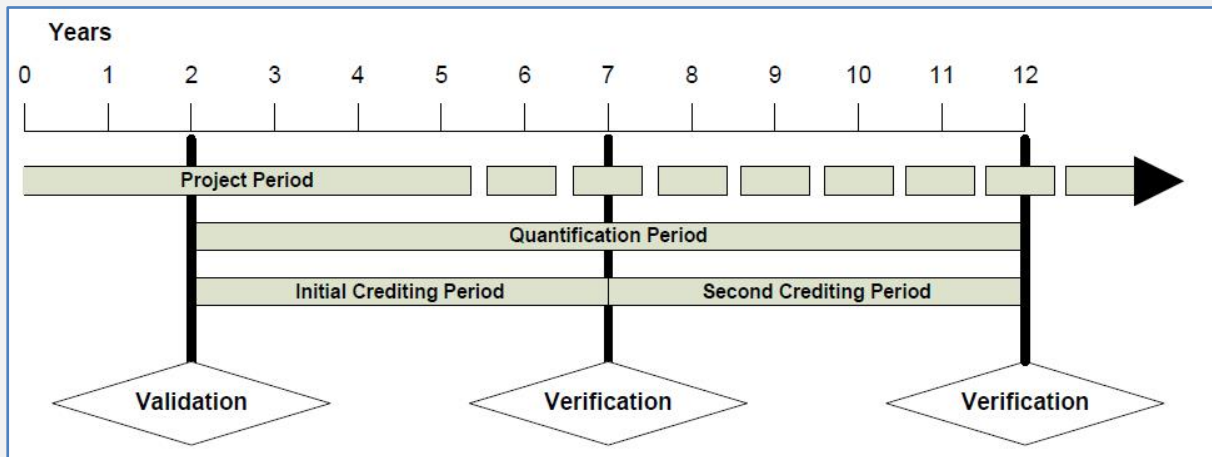 Years
0 1 2 3 4 5 6 7 8 9 10 11 12
Project Period
Quantification Period
Initial Crediting Period Second Crediting Period
Validation Verification Verification